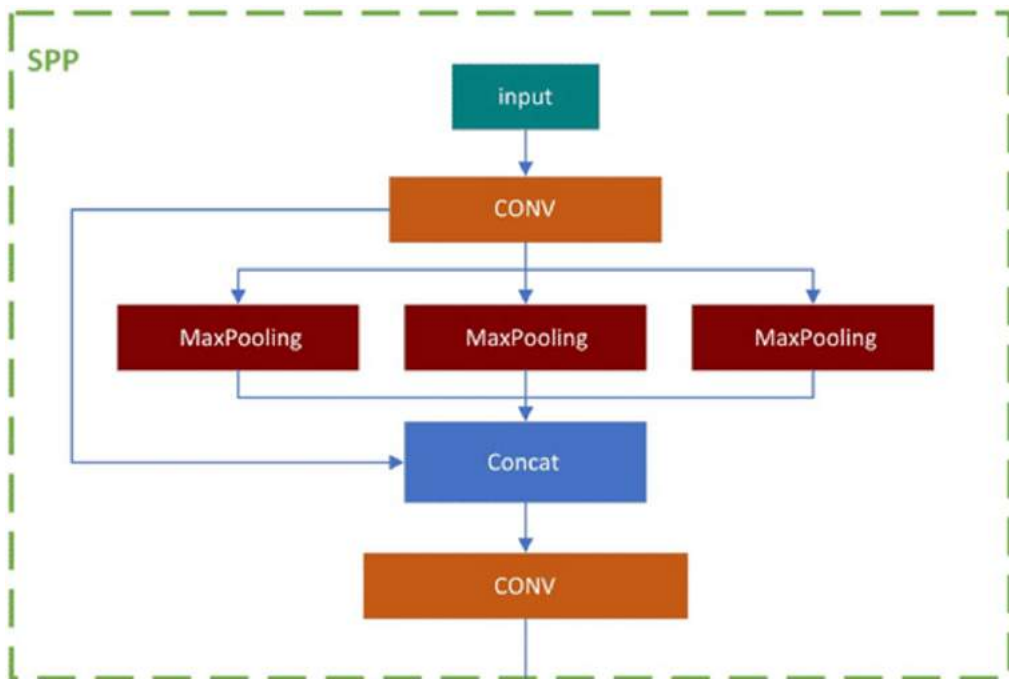 SPP
input
CONV
MaxPooling
MaxPooling
MaxPooling
Concat
CONV